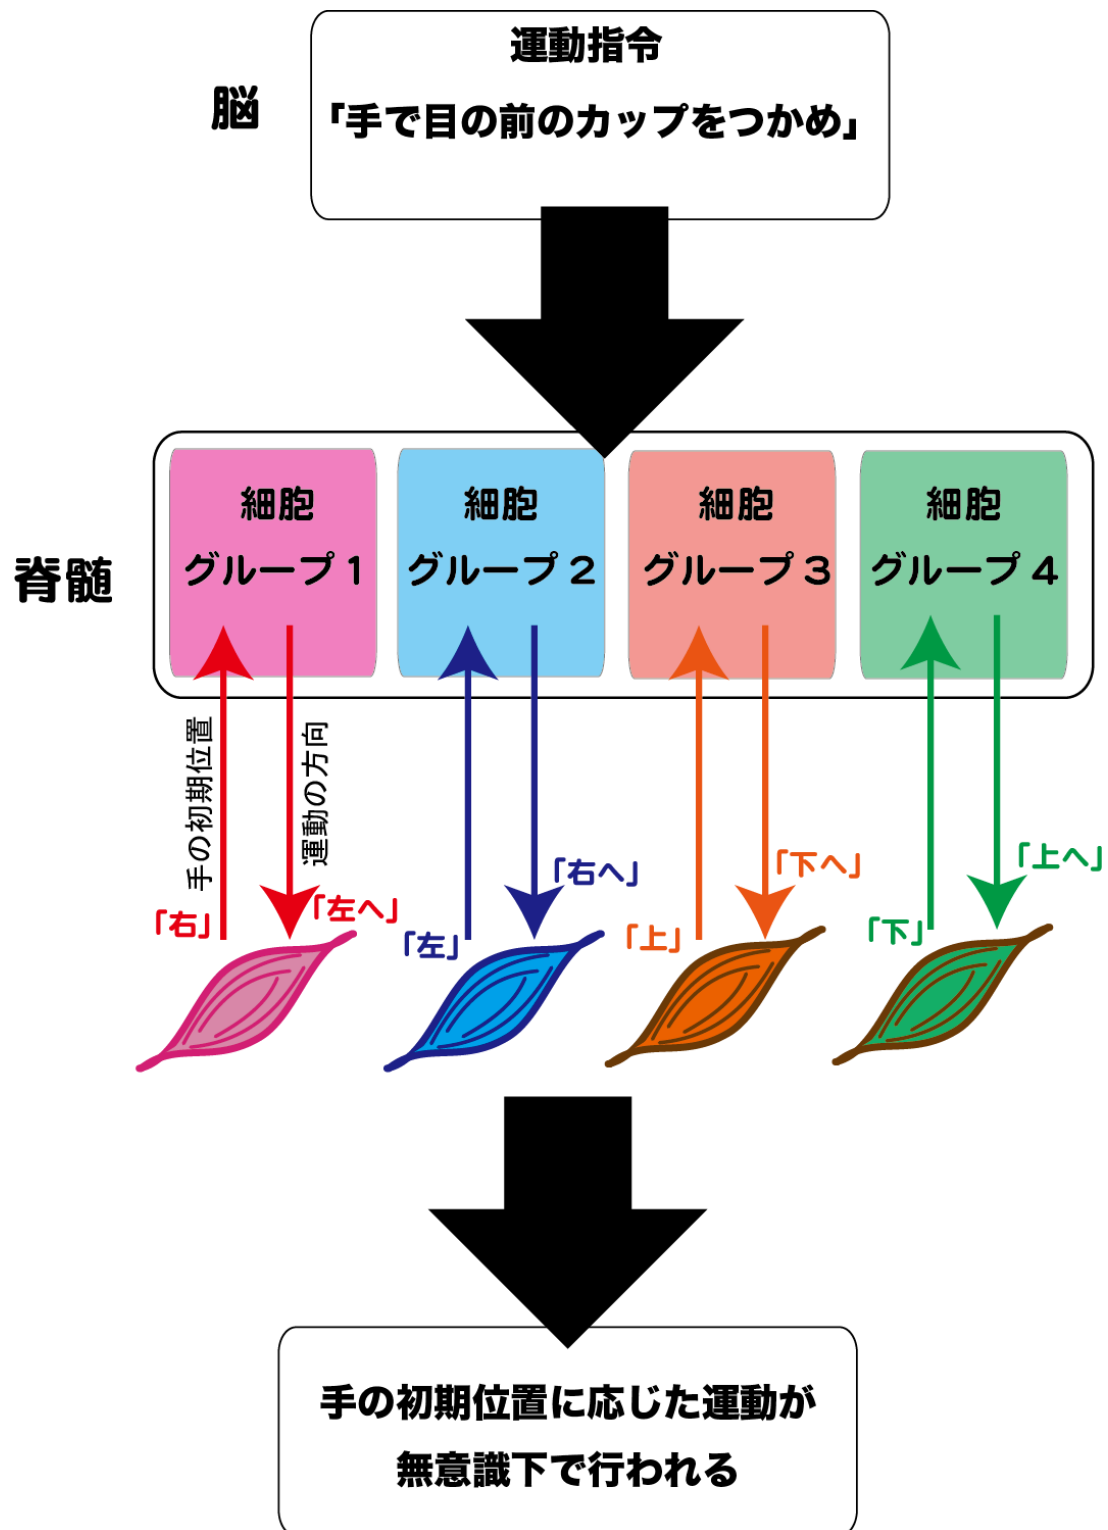 運動指令
脳
「手で目の前のカップをつかめ」
脊髄
細胞
グループ1
細胞
グループ2
細胞
グループ3
細胞
グループ4
手の初期位置
運動の方向
「右」
「左へ」
「左」
「右へ」
「上」
「下へ」
「下」
「上へ」
手の初期位置に応じた運動が
無意識下で行われる